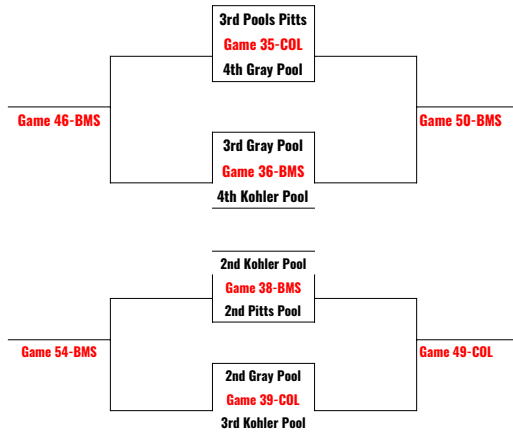 3rd Pools Pitts
Game 35-COL
4th Gray Pool
Game 46-BMS
Game 50-BMS
3rd Gray Pool
Game 36-BMS
4th Kohler Pool
2nd Kohler Pool
Game 38-BMS
2nd Pitts Pool
Game 54-BMS
Game 49-COL
2nd Gray Pool
Game 39-COL
3rd Kohler Pool